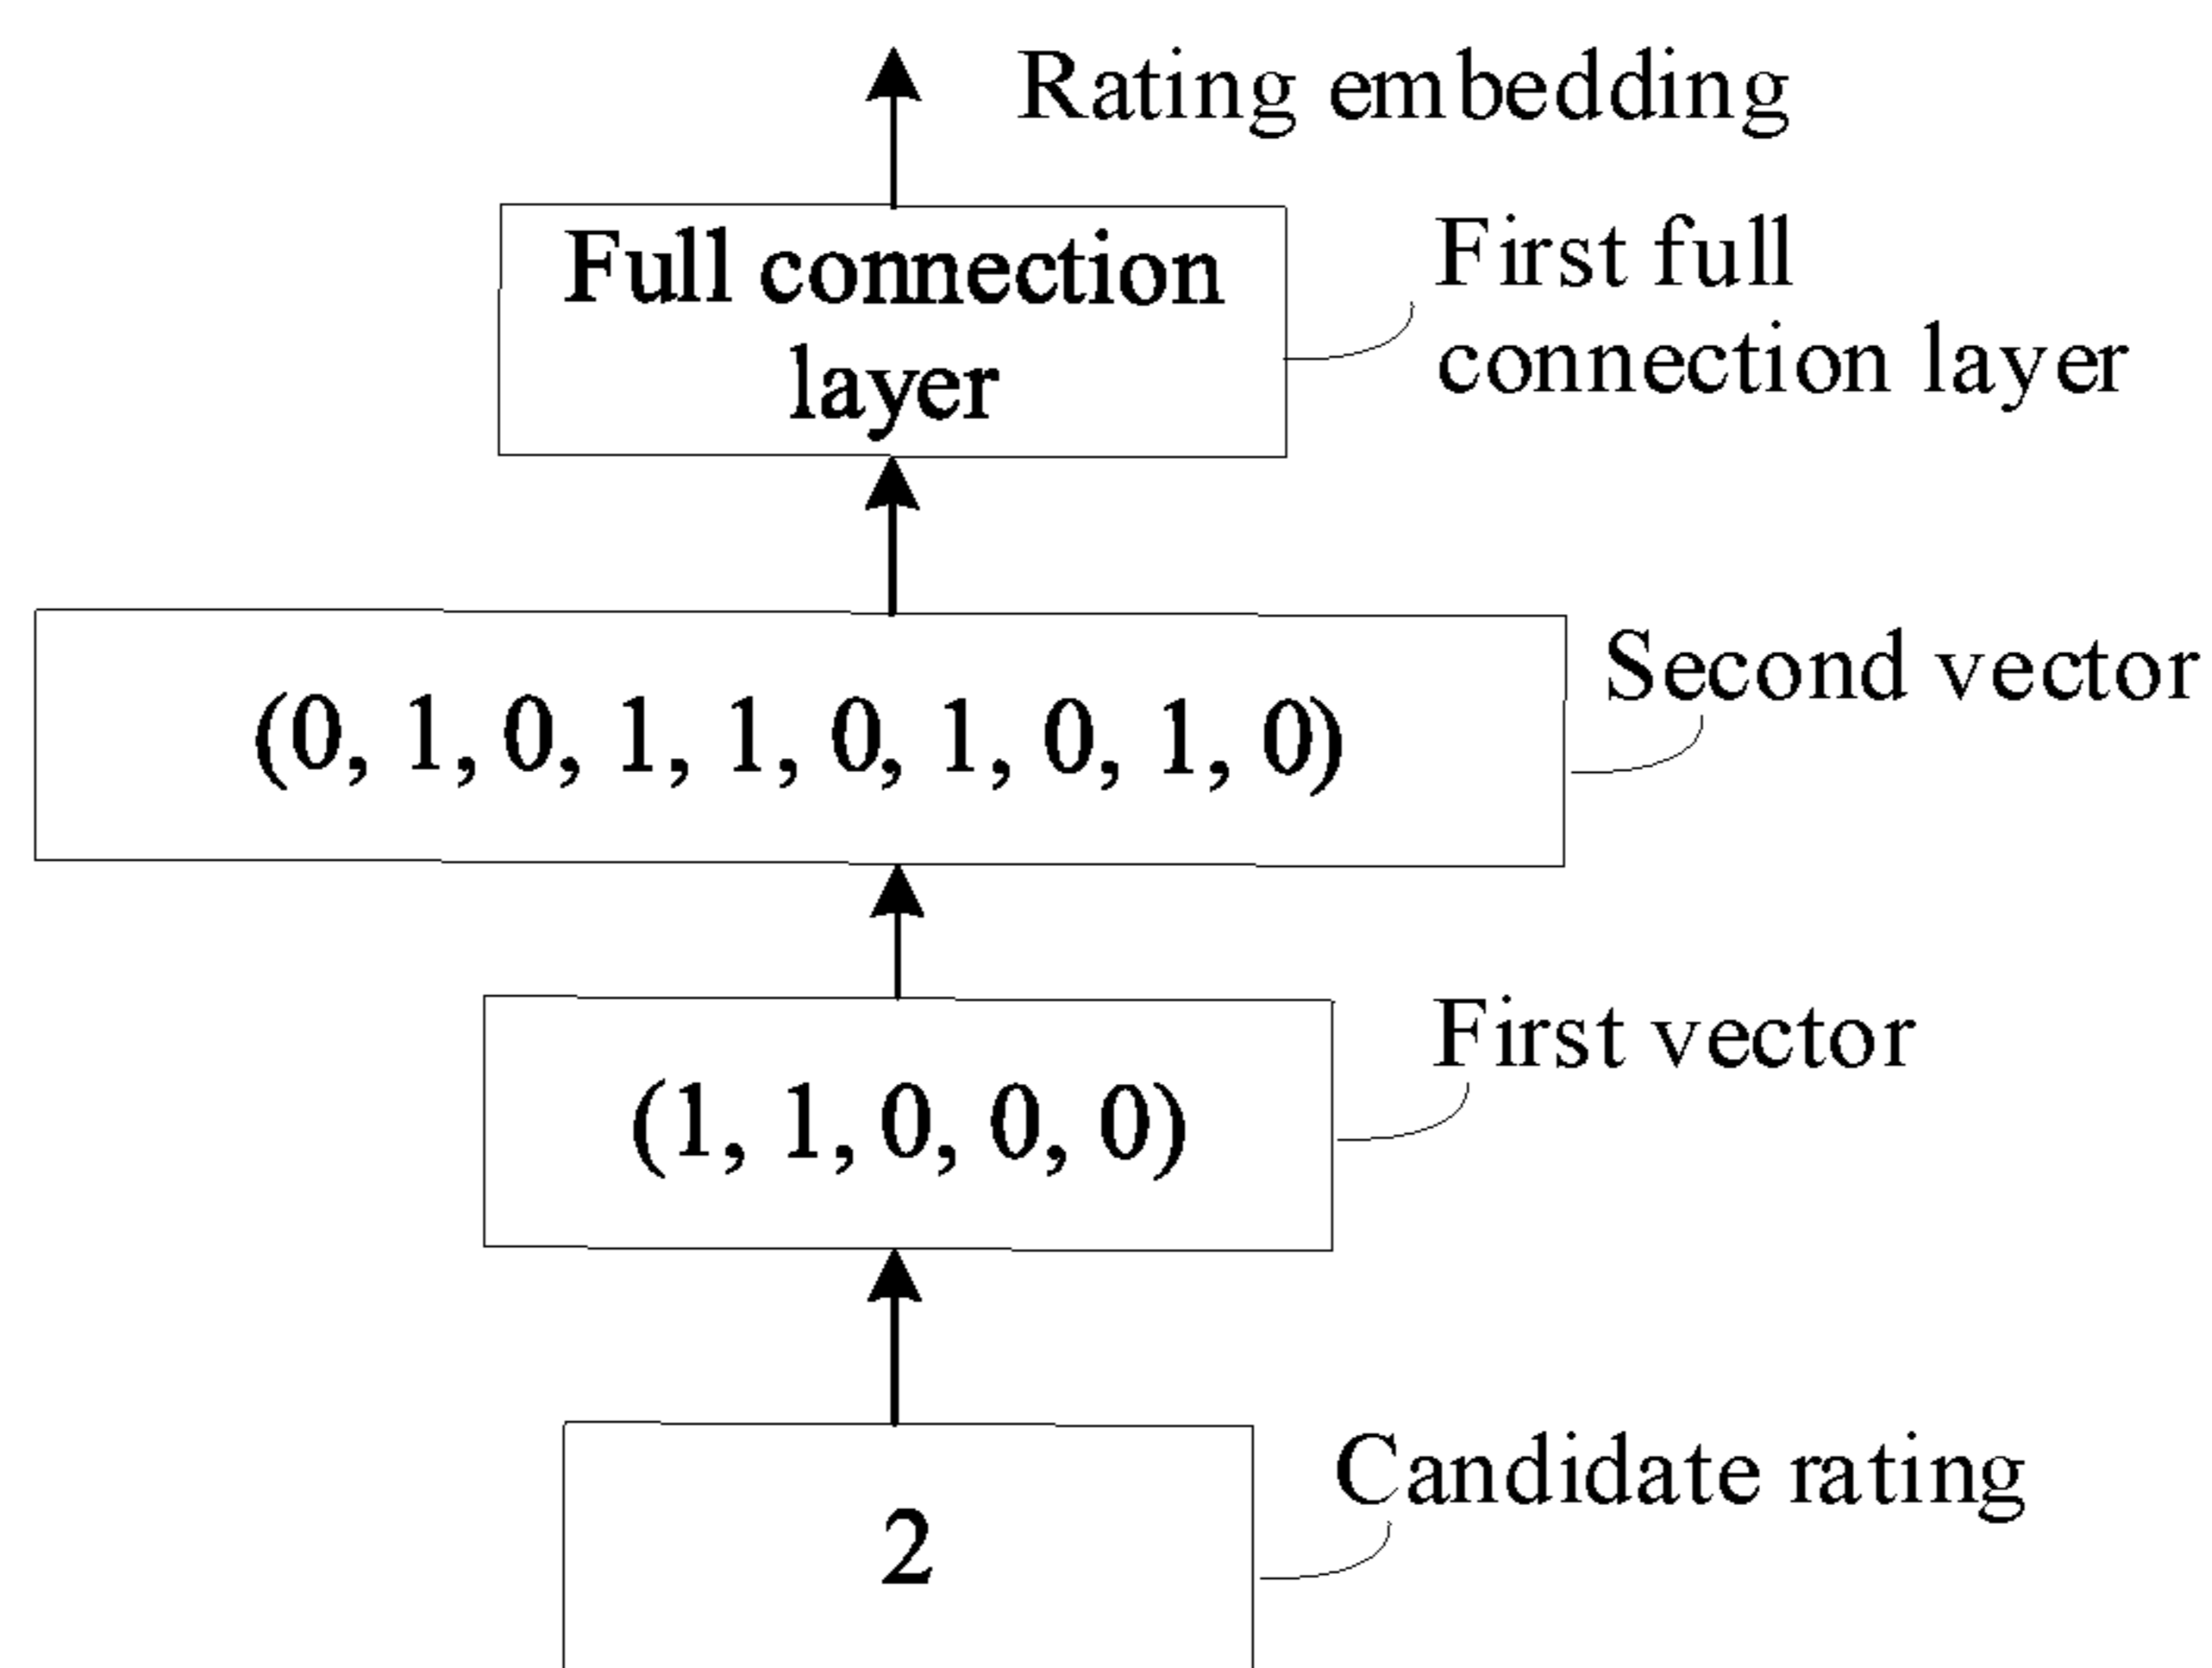 Rating embedding
Full connection
layer
First full
connection layer
(0, 1, 0, 1, 1, 0, 1, 0, 1, 0)
Second vector
(1, 1, 0, 0, 0)
First vector
2
Candidate rating